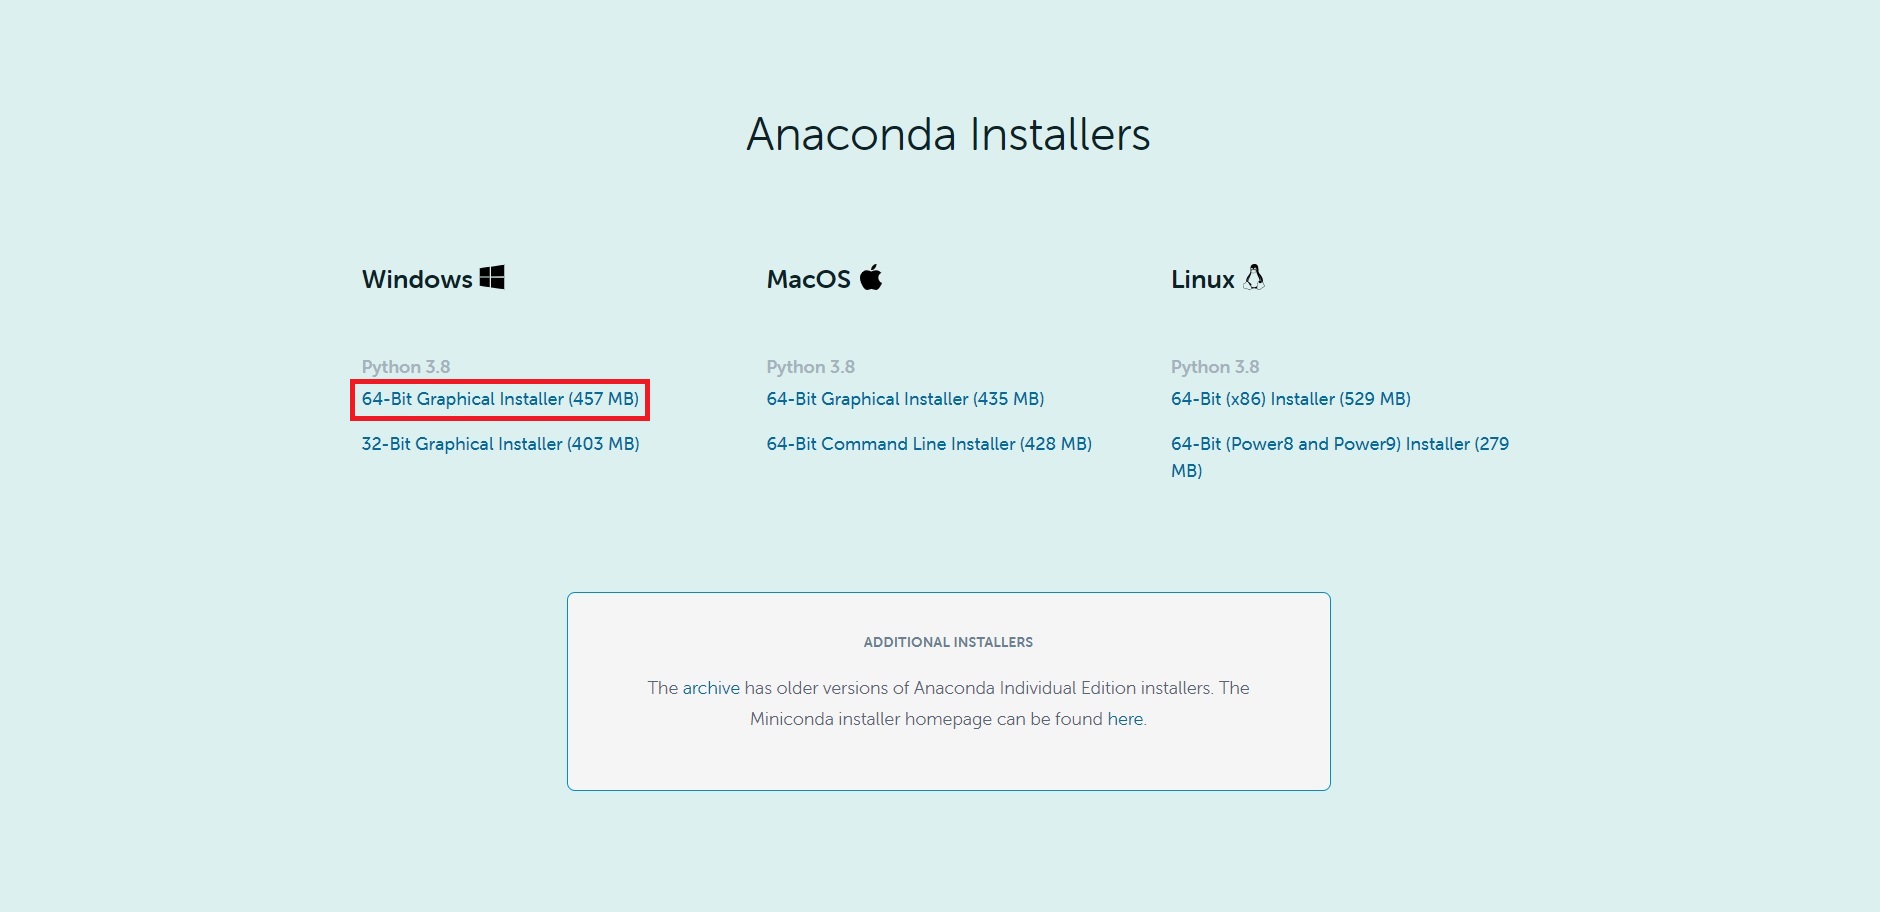 Anaconda Installers
Windows
MacOS
Linux
Python 3.8
64-Bit Graphical Installer (457 MB)
32-Bit Graphical Installer (403 MB)
Python 3.8
64-Bit Graphical Installer (435 MB)
64-Bit Command Line Installer (428 MB)
Python 3.8
64-Bit (x86) Installer (529 MB)
64-Bit (Power8 and Power9) Installer (279
MB)
ADDITIONAL INSTALLERS
The archive has older versions of Anaconda Individual Edition installers. The
Miniconda installer homepage can be found here.